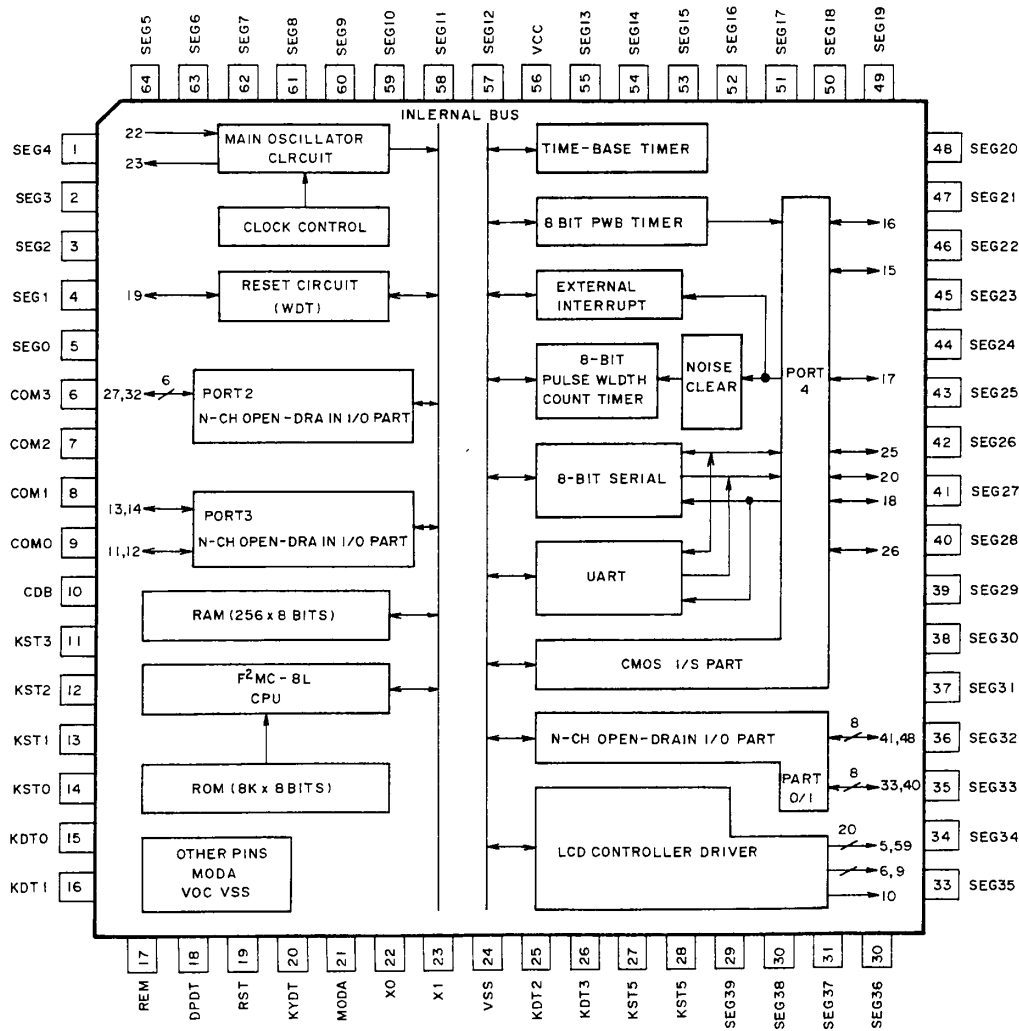 SEG5 SEG6 SEG7 SEG8 SEG9 SEG10 SEG11 SEG12 VCC SEG13 SEG14 SEG15 SEG16 SEG17 SEG18 SEG19
64 63 62 61 60 59 58 57 56 55 54 53 52 51 50 49
INLERNAL BUS
SEG4 1
SEG3 2
SEG2 3
SEG1 4
SEG0 5
COM3 6
COM2 7
COM1 8
COM0 9
CDB 10
KST3 11
KST2 12
KST1 13
KST0 14
KDT0 15
KDT1 16
22
23
MAIN OSCILLATOR
CLRCUIT
CLOCK CONTROL
19
RESET CIRCUIT
(WDT)
6
27,32
PORT2
N-CH OPEN-DRAIN I/O PART
13,14
11,12
PORT3
N-CH OPEN-DRAIN I/O PART
RAM (256 x 8 BITS)
F²MC-8L
CPU
ROM (8K x 8BITS)
OTHER PINS
MODA
VOC VSS
TIME-BASE TIMER
8 BIT PWB TIMER
EXTERNAL
INTERRUPT
8-BIT
PULSE WLDTH
COUNT TIMER
NOISE
CLEAR
PORT
4
8-BIT SERIAL
UART
CMOS I/S PART
16
15
17
25
20
18
26
N-CH OPEN-DRAIN I/O PART
PART
0/1
8
41,48
8
33,40
LCD CONTROLLER DRIVER
20
5,59
6,9
10
48 SEG20
47 SEG21
46 SEG22
45 SEG23
44 SEG24
43 SEG25
42 SEG26
41 SEG27
40 SEG28
39 SEG29
38 SEG30
37 SEG31
36 SEG32
35 SEG33
34 SEG34
33 SEG35
17 18 19 20 21 22 23 24 25 26 27 28 29 30 31 30
REM DPDT RST KYDT MODA X0 X1 VSS KDT2 KDT3 KST5 KST5 SEG39 SEG38 SEG37 SEG36